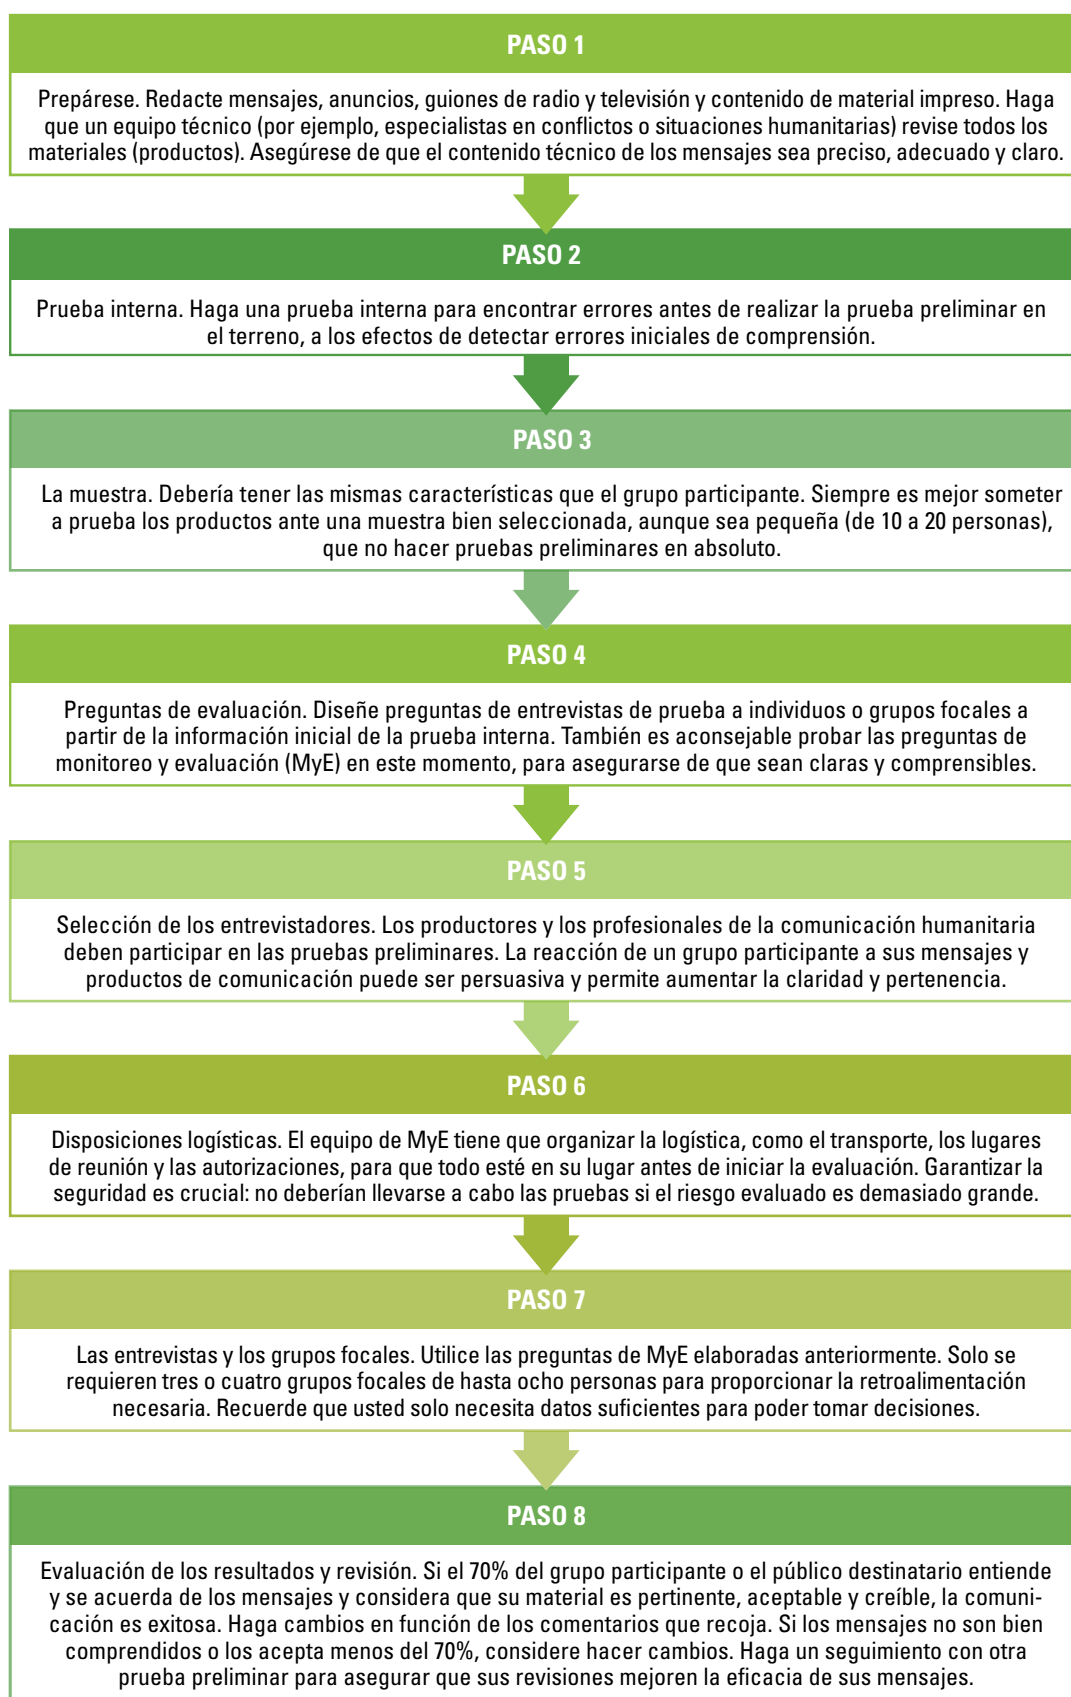 PASO 1
Prepárese. Redacte mensajes, anuncios, guiones de radio y televisión y contenido de material impreso. Haga
que un equipo técnico (por ejemplo, especialistas en conflictos o situaciones humanitarias) revise todos los
materiales (productos). Asegúrese de que el contenido técnico de los mensajes sea preciso, adecuado y claro.
PASO 2
Prueba interna. Haga una prueba interna para encontrar errores antes de realizar la prueba preliminar en
el terreno, a los efectos de detectar errores iniciales de comprensión.
PASO 3
La muestra. Debería tener las mismas características que el grupo participante. Siempre es mejor someter
a prueba los productos ante una muestra bien seleccionada, aunque sea pequeña (de 10 a 20 personas),
que no hacer pruebas preliminares en absoluto.
PASO 4
Preguntas de evaluación. Diseñe preguntas de entrevistas de prueba a individuos o grupos focales a
partir de la información inicial de la prueba interna. También es aconsejable probar las preguntas de
monitoreo y evaluación (MyE) en este momento, para asegurarse de que sean claras y comprensibles.
PASO 5
Selección de los entrevistadores. Los productores y los profesionales de la comunicación humanitaria
deben participar en las pruebas preliminares. La reacción de un grupo participante a sus mensajes y
productos de comunicación puede ser persuasiva y permite aumentar la claridad y pertenencia.
PASO 6
Disposiciones logísticas. El equipo de MyE tiene que organizar la logística, como el transporte, los lugares
de reunión y las autorizaciones, para que todo esté en su lugar antes de iniciar la evaluación. Garantizar la
seguridad es crucial: no deberían llevarse a cabo las pruebas si el riesgo evaluado es demasiado grande.
PASO 7
Las entrevistas y los grupos focales. Utilice las preguntas de MyE elaboradas anteriormente. Solo se
requieren tres o cuatro grupos focales de hasta ocho personas para proporcionar la retroalimentación
necesaria. Recuerde que usted solo necesita datos suficientes para poder tomar decisiones.
PASO 8
Evaluación de los resultados y revisión. Si el 70% del grupo participante o el público destinatario entiende
y se acuerda de los mensajes y considera que su material es pertinente, aceptable y creíble, la comuni-
cación es exitosa. Haga cambios en función de los comentarios que recoja. Si los mensajes no son bien
comprendidos o los acepta menos del 70%, considere hacer cambios. Haga un seguimiento con otra
prueba preliminar para asegurar que sus revisiones mejoren la eficacia de sus mensajes.